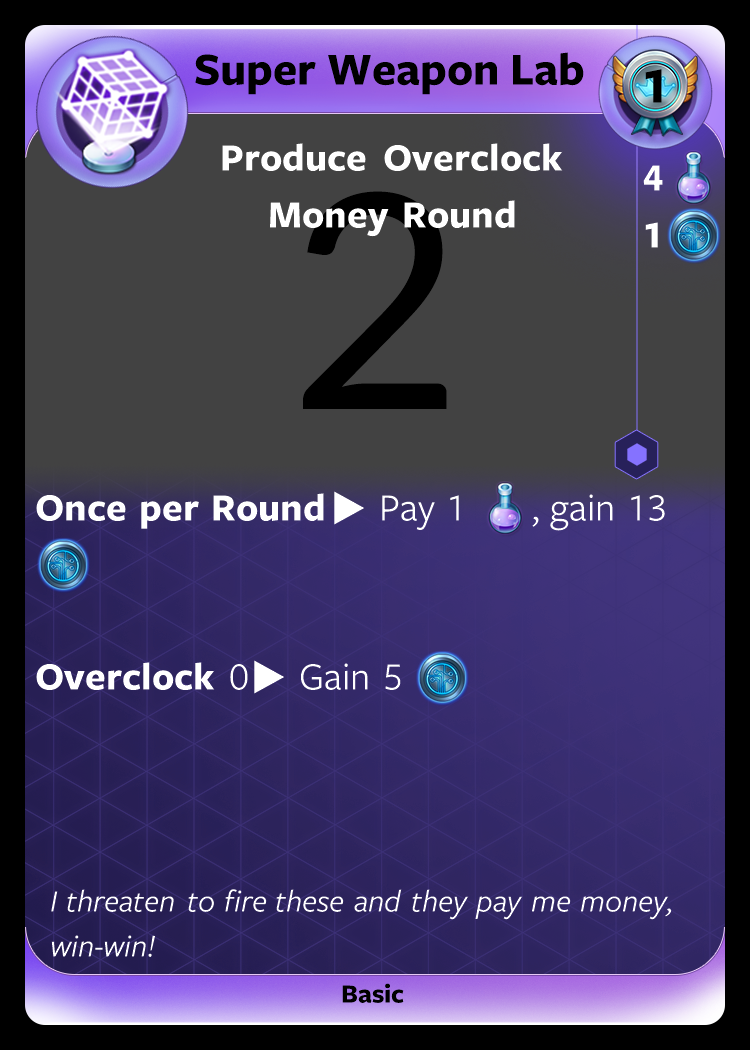 Super Weapon Lab
1
Produce Overclock
Money Round
4
1
2
Once per Round▶ Pay 1 , gain 13
Overclock 0▶ Gain 5
I threaten to fire these and they pay me money,
win-win!
Basic